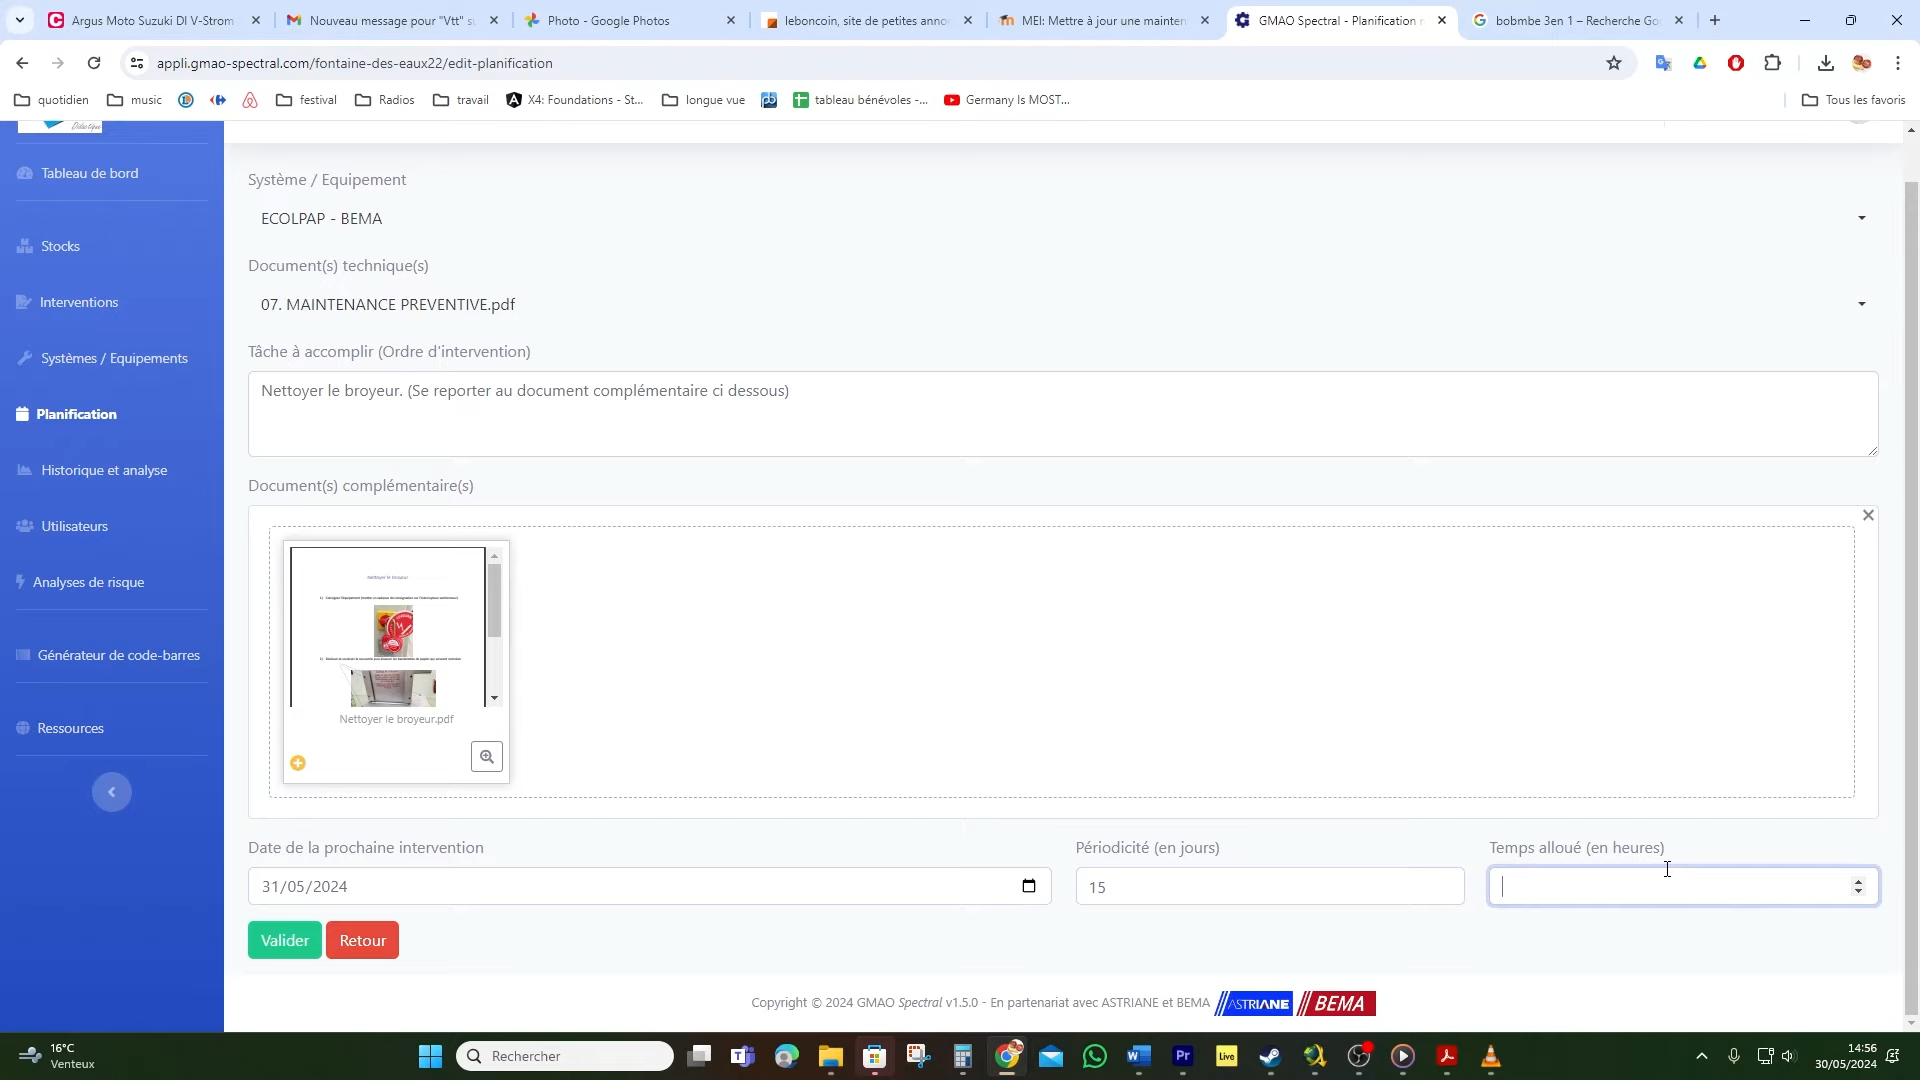 Argus Moto Suzuki Dl V-Strom
Nouveau message pour "Vtt" su
Photo - Google Photos
leboncoin, site de petites anno
MEI: Mettre à jour une mainten
GMAO Spectral - Planification
bobmbe 3en 1 – Recherche Go
appli.gmao-spectral.com/fontaine-des-eaux22/edit-planification
quotidien
music
festival
Radios
travail
X4: Foundations - St...
longue vue
tableau bénévoles -...
Germany Is MOST...
Tous les favoris
Didactique
Tableau de bord
Stocks
Interventions
Systèmes / Equipements
Planification
Historique et analyse
Utilisateurs
Analyses de risque
Générateur de code-barres
Ressources
Système / Equipement
ECOLPAP - BEMA
Document(s) technique(s)
07. MAINTENANCE PREVENTIVE.pdf
Tâche à accomplir (Ordre d'intervention)
Nettoyer le broyeur. (Se reporter au document complémentaire ci dessous)
Document(s) complémentaire(s)
Nettoyer le broyeur
Nettoyer le broyeur.pdf
Date de la prochaine intervention
31/05/2024
Périodicité (en jours)
15
Temps alloué (en heures)
Valider
Retour
Copyright © 2024 GMAO Spectral v1.5.0 - En partenariat avec ASTRIANE et BEMA
ASTRIANE
BEMA
16°C
Venteux
Rechercher
Live
14:56
30/05/2024